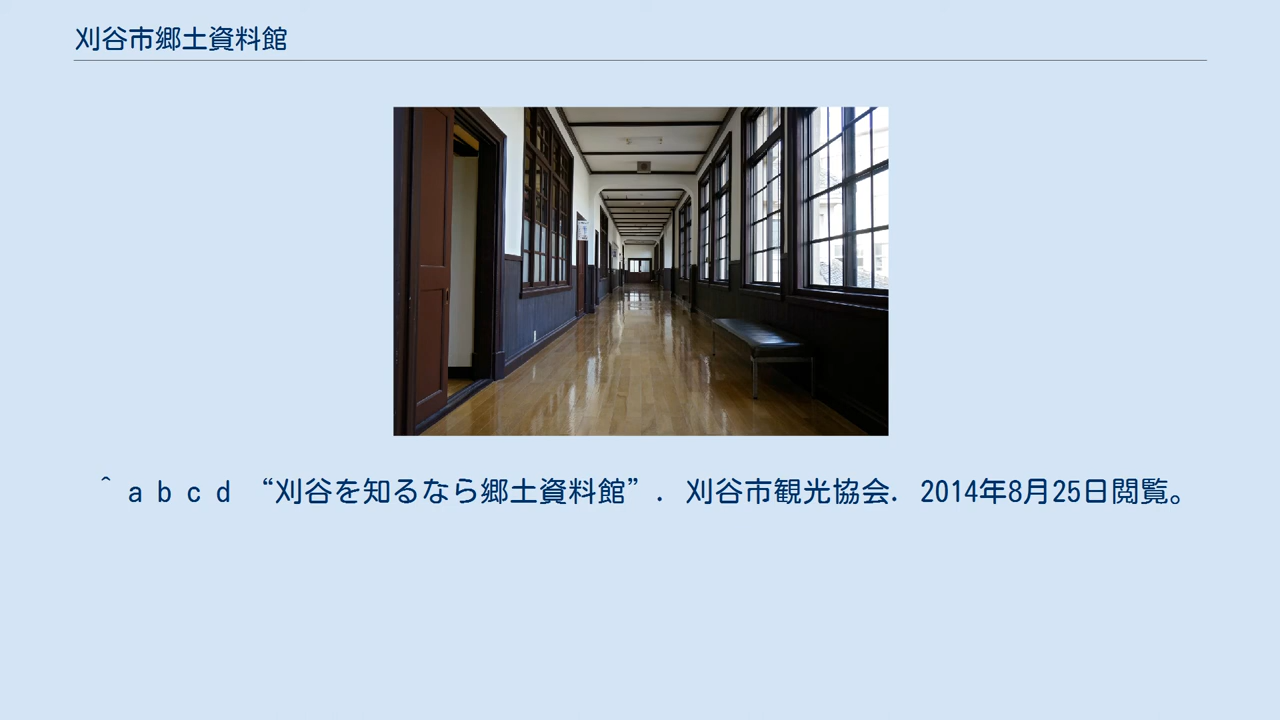 刈谷市郷土資料館
^ a b c d “刈谷を知るなら郷土資料館”. 刈谷市観光協会. 2014年8月25日閲覧。